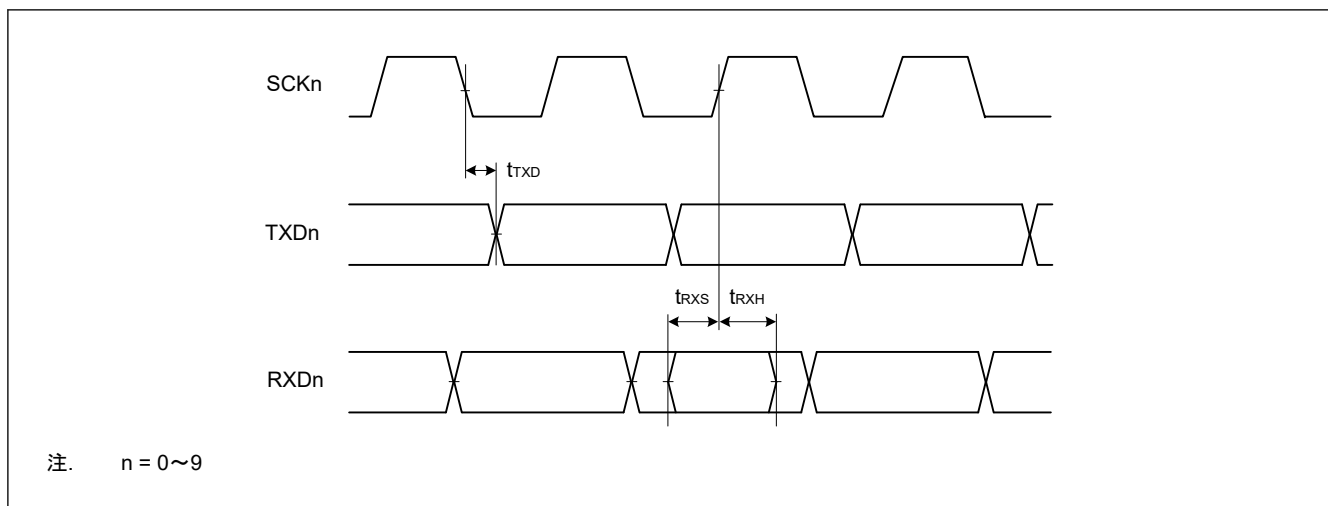 SCKn
tTXD
TXDn
tRXS tRXH
RXDn
注. n = 0～9